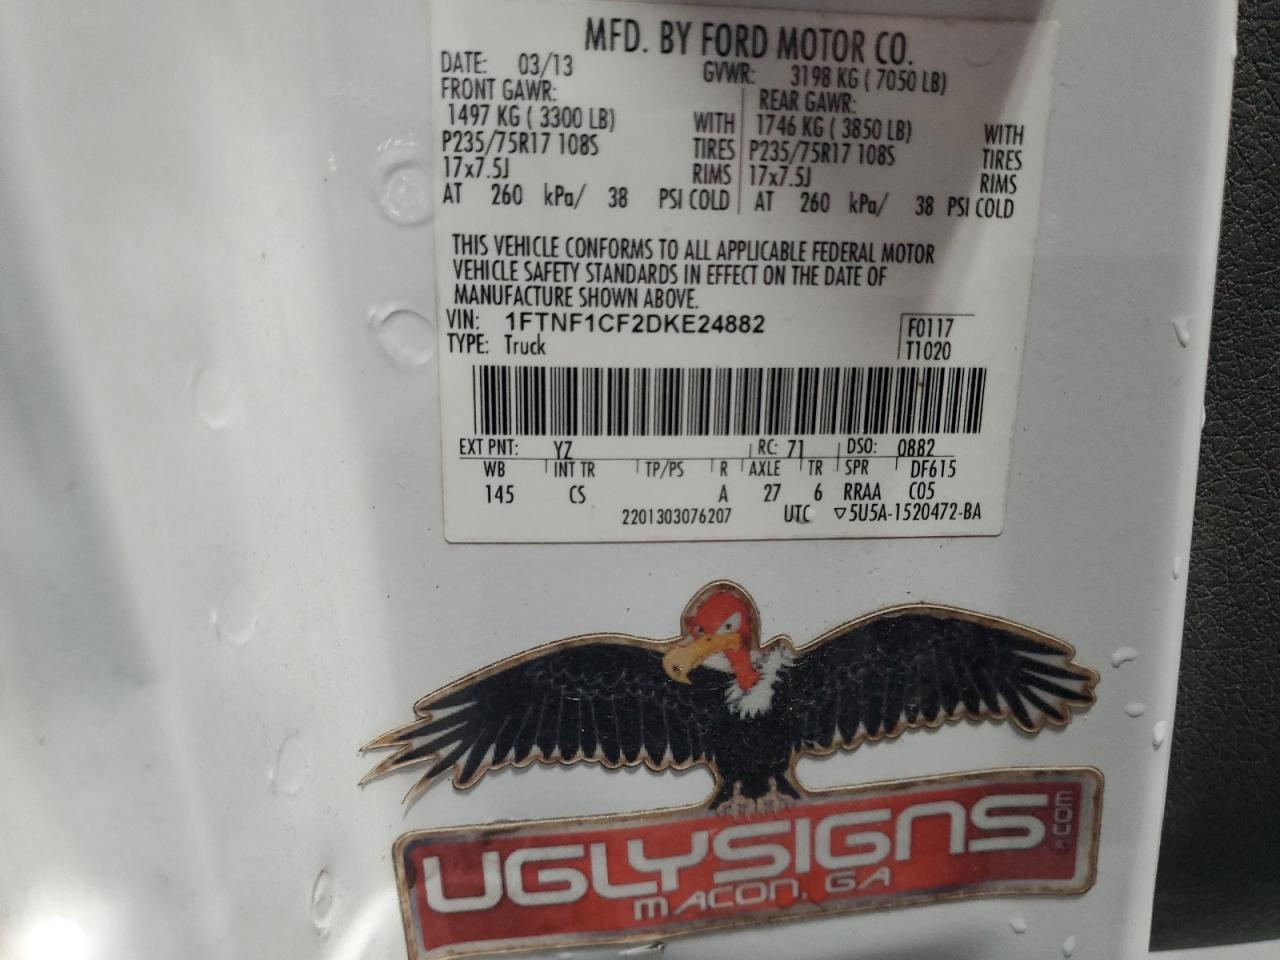 MFD. BY FORD MOTOR CO.
DATE: 03/13 GVWR: 3198 KG ( 7050 LB)
FRONT GAWR: REAR GAWR:
1497 KG ( 3300 LB) WITH 1746 KG ( 3850 LB) WITH
P235/75R17 108S TIRES P235/75R17 108S TIRES
17x7.5J RIMS 17x7.5J RIMS
AT 260 kPa/ 38 PSI COLD AT 260 kPa/ 38 PSI COLD
THIS VEHICLE CONFORMS TO ALL APPLICABLE FEDERAL MOTOR
VEHICLE SAFETY STANDARDS IN EFFECT ON THE DATE OF
MANUFACTURE SHOWN ABOVE.
VIN: 1FTNF1CF2DKE24882 F0117
TYPE: Truck T1020
EXT PNT: YZ RC: 71 DSO: 0882
WB INT TR TP/PS R AXLE TR SPR DF615
145 CS A 27 6 RRAA C05
2201303076207 UTC ▽5U5A-1520472-BA
UGLYSIGNS
MACON, GA